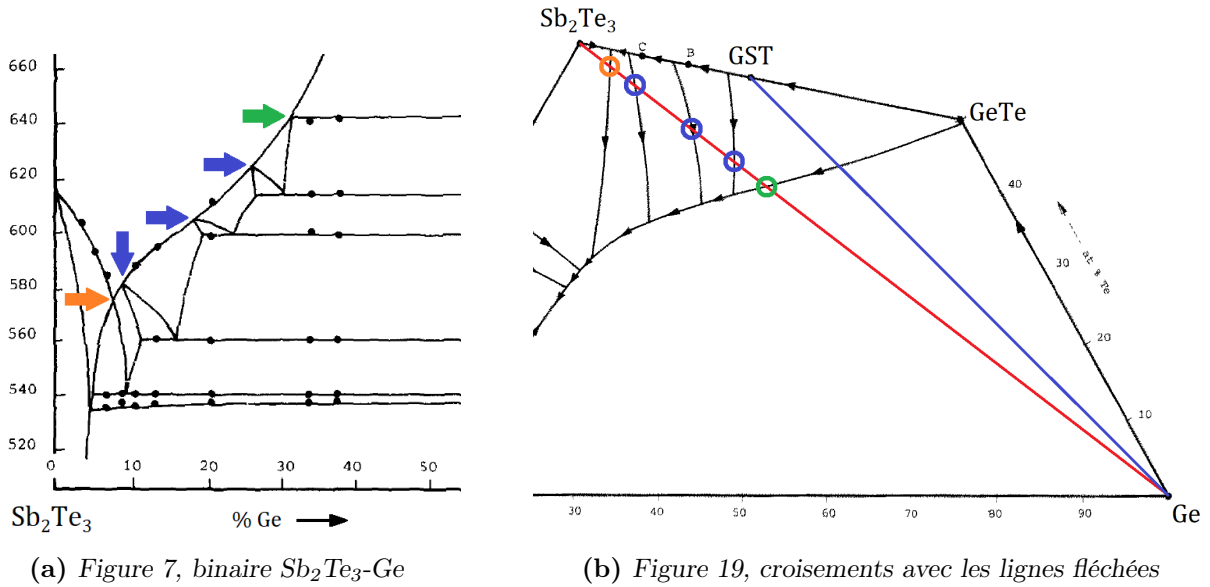 660
640
620
600
580
560
540
520
0 10 20 30 40 50
Sb₂Te₃
% Ge
(a) Figure 7, binaire Sb₂Te₃-Ge
Sb₂Te₃
C
B
GST
GeTe
40
30
20
10
at % Te
30 40 50 60 70 80 90
Ge
(b) Figure 19, croisements avec les lignes fléchées